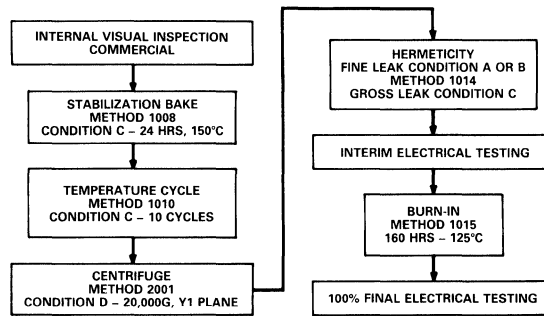 INTERNAL VISUAL INSPECTION
COMMERCIAL
STABILIZATION BAKE
METHOD 1008
CONDITION C – 24 HRS, 150°C
TEMPERATURE CYCLE
METHOD 1010
CONDITION C – 10 CYCLES
CENTRIFUGE
METHOD 2001
CONDITION D – 20,000G, Y1 PLANE
HERMETICITY
FINE LEAK CONDITION A OR B
METHOD 1014
GROSS LEAK CONDITION C
INTERIM ELECTRICAL TESTING
BURN-IN
METHOD 1015
160 HRS – 125°C
100% FINAL ELECTRICAL TESTING